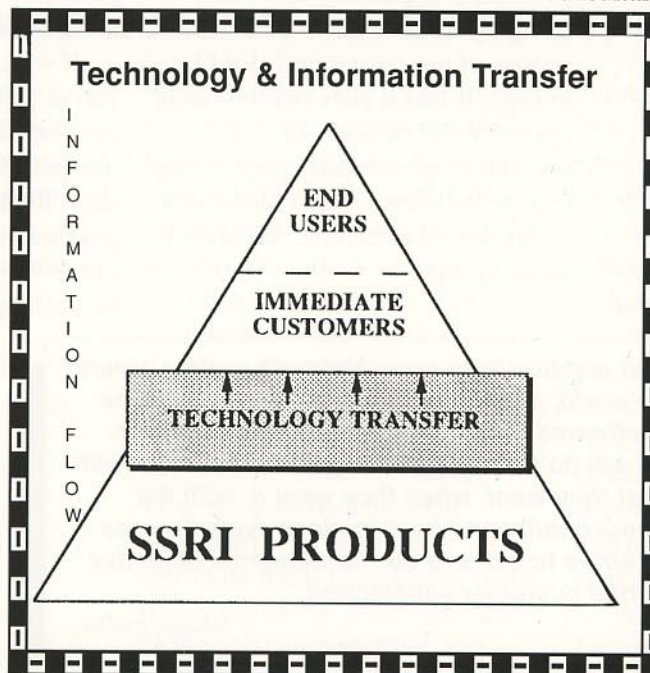 Technology & Information Transfer
INFORMATION FLOW
END
USERS
IMMEDIATE
CUSTOMERS
TECHNOLOGY TRANSFER
SSRI PRODUCTS